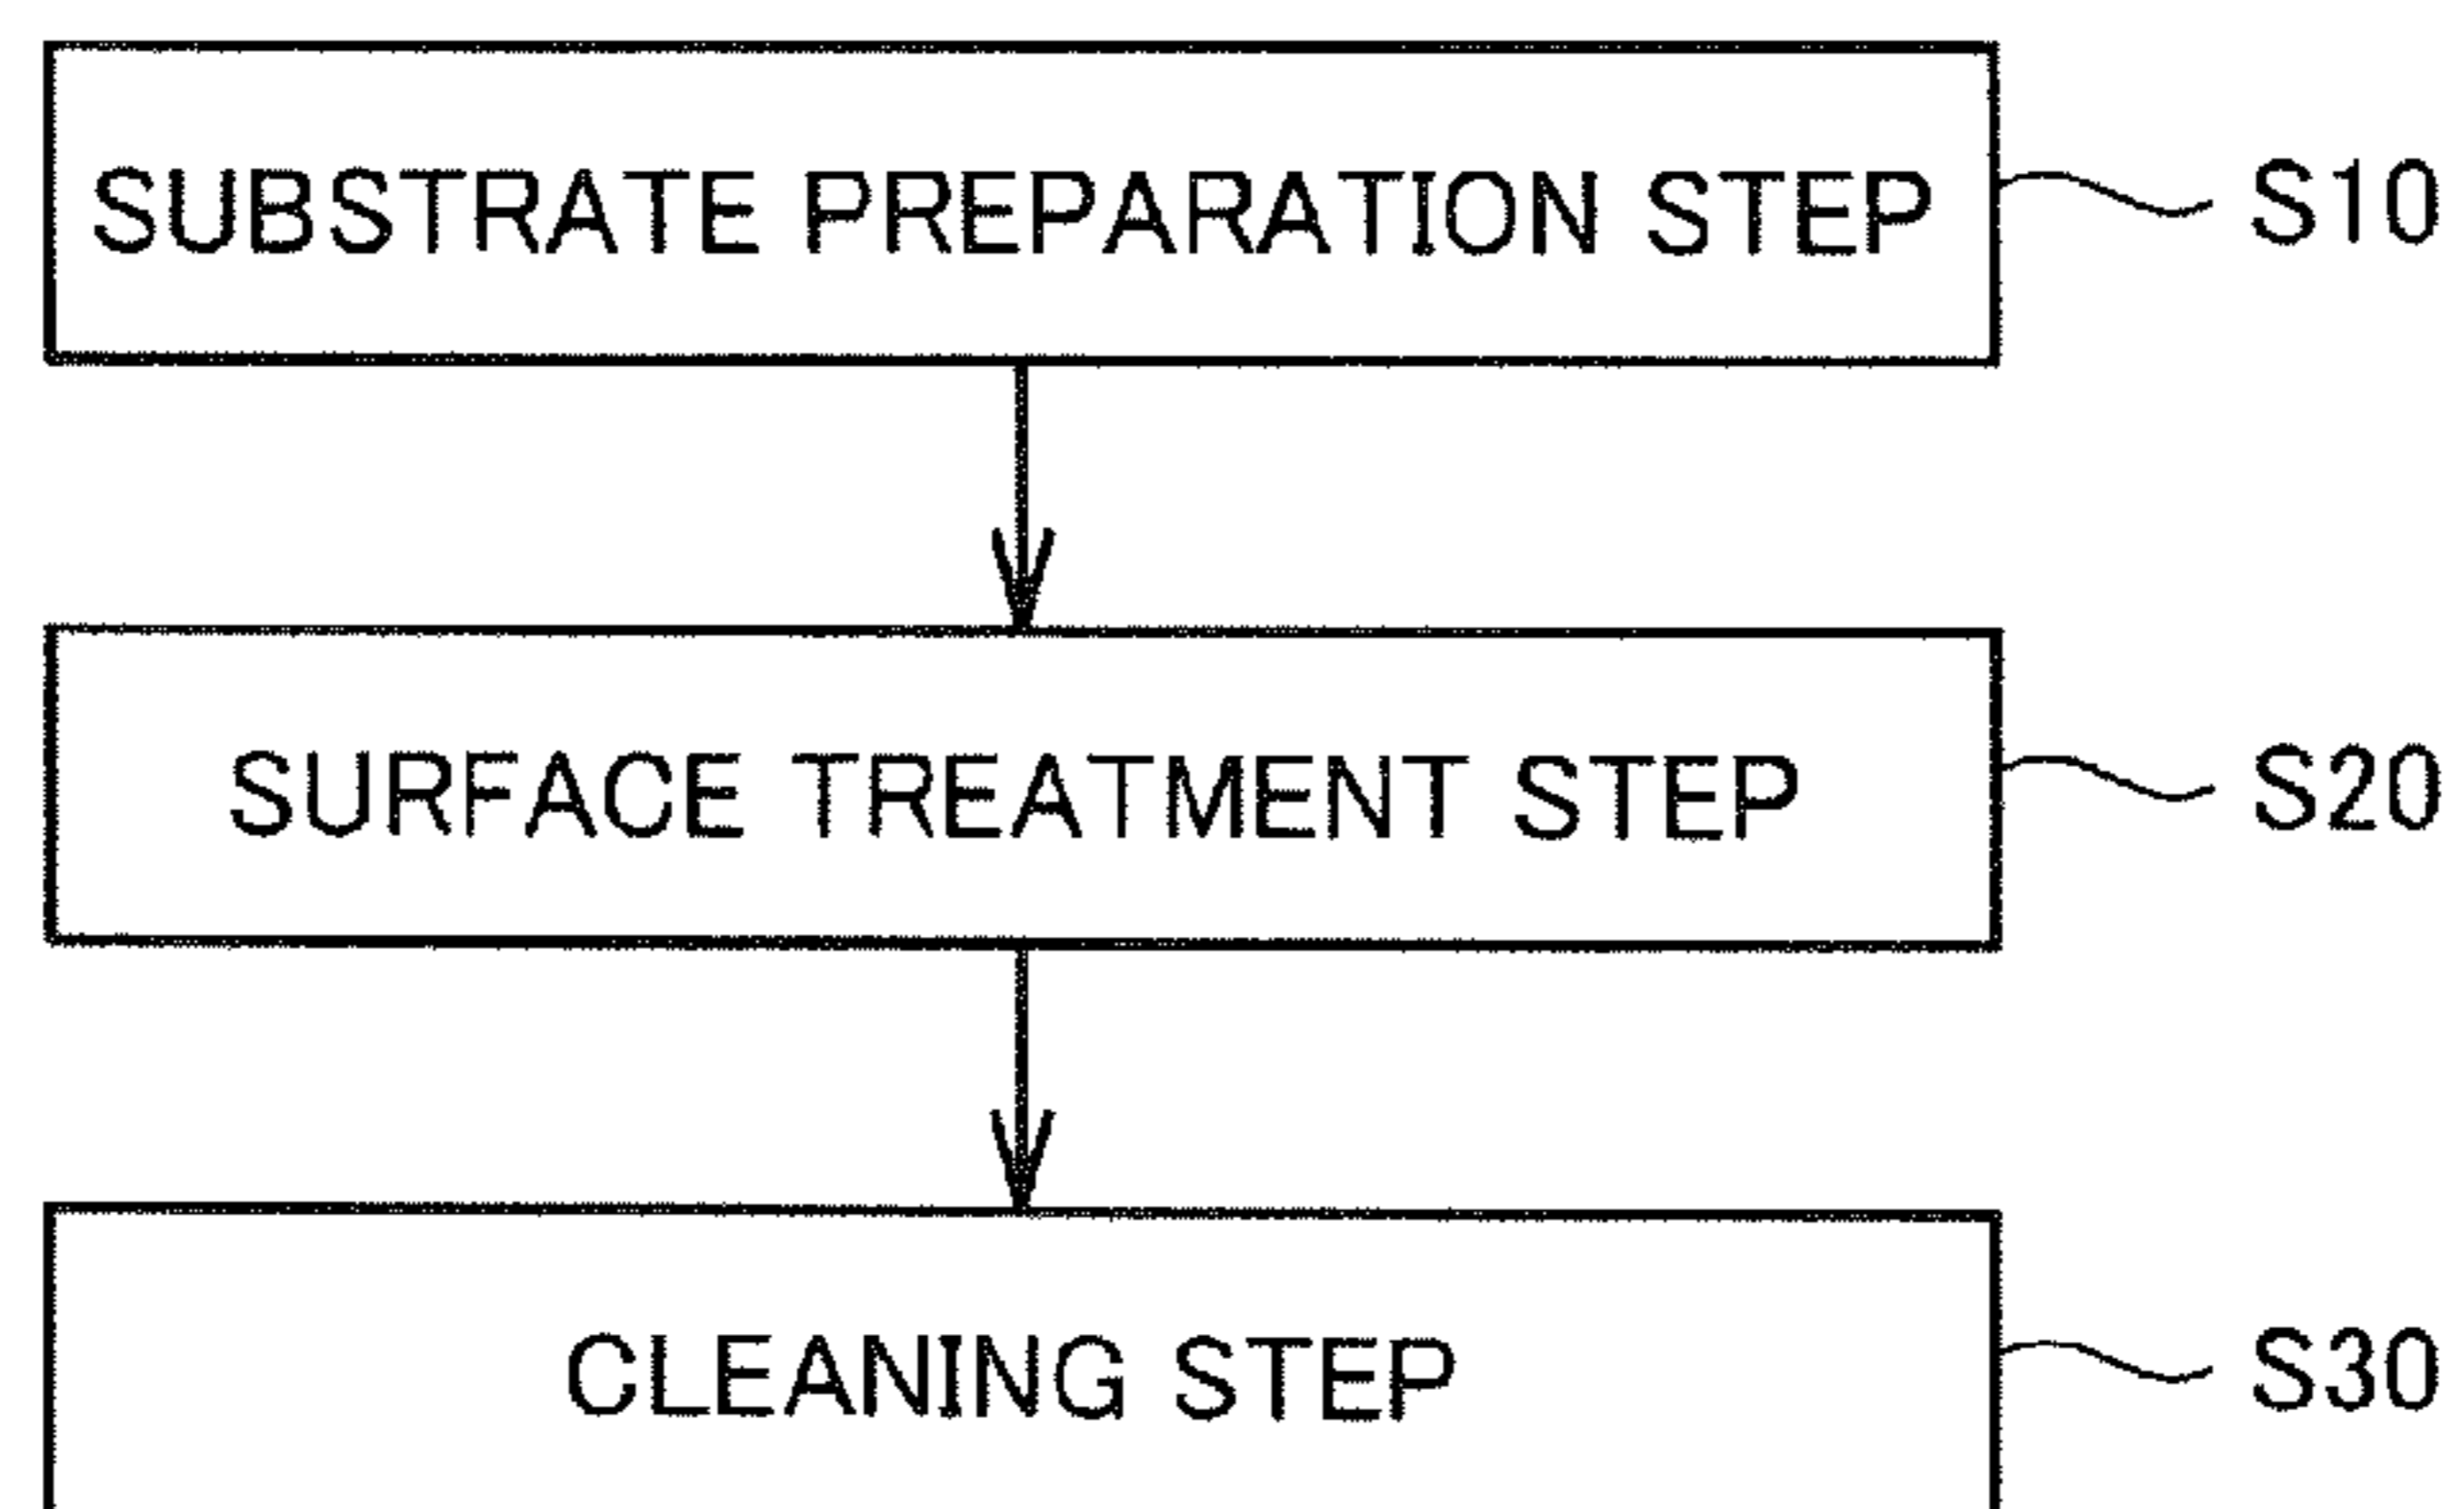 SUBSTRATE PREPARATION STEP S10
SURFACE TREATMENT STEP S20
CLEANING STEP S30